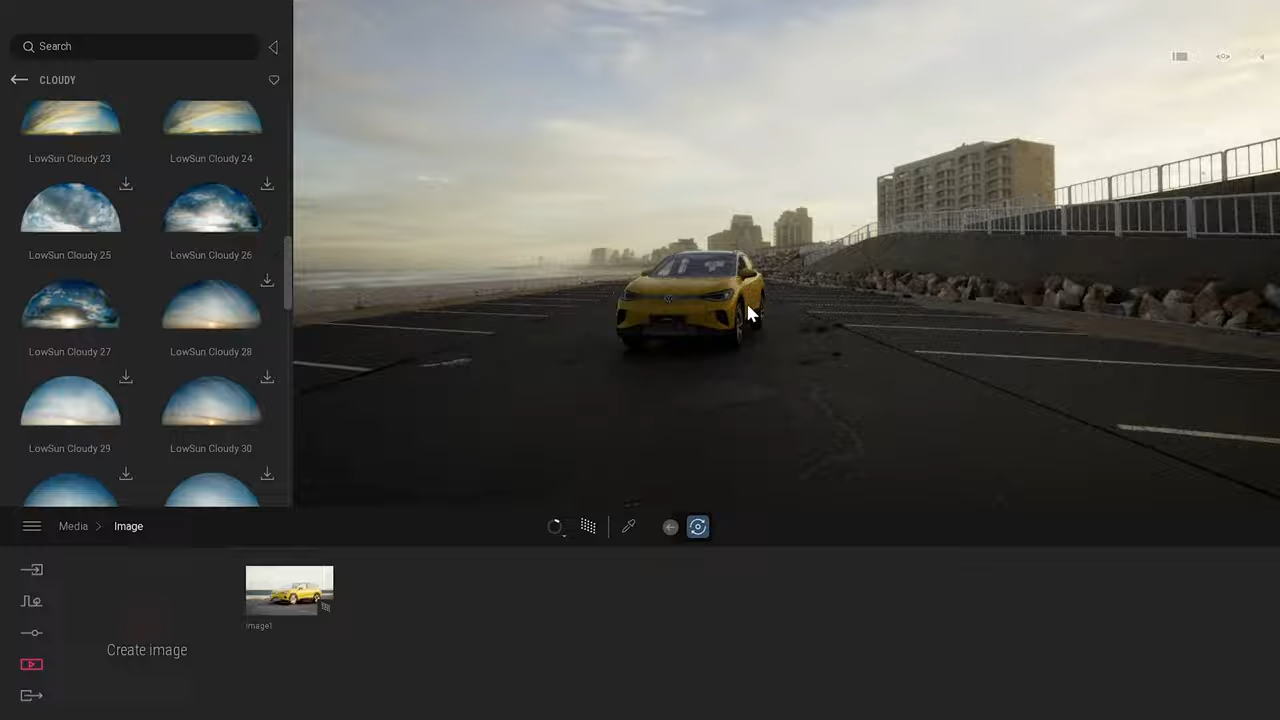 Search
CLOUDY
LowSun Cloudy 23
LowSun Cloudy 24
LowSun Cloudy 25
LowSun Cloudy 26
LowSun Cloudy 27
LowSun Cloudy 28
LowSun Cloudy 29
LowSun Cloudy 30
Media
Image
Image1
Create image